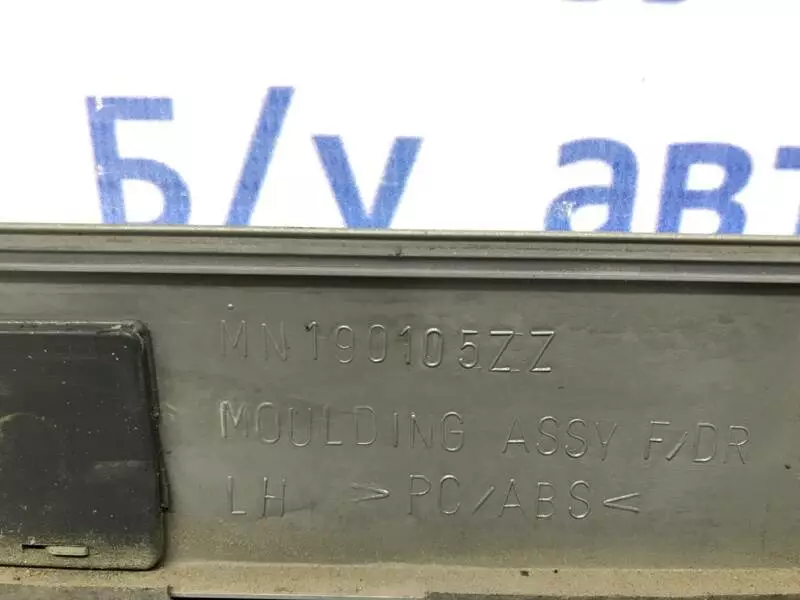 Б/у авт
MN190105ZZ
MOULDING ASSY F/DR
LH >PC/ABS<